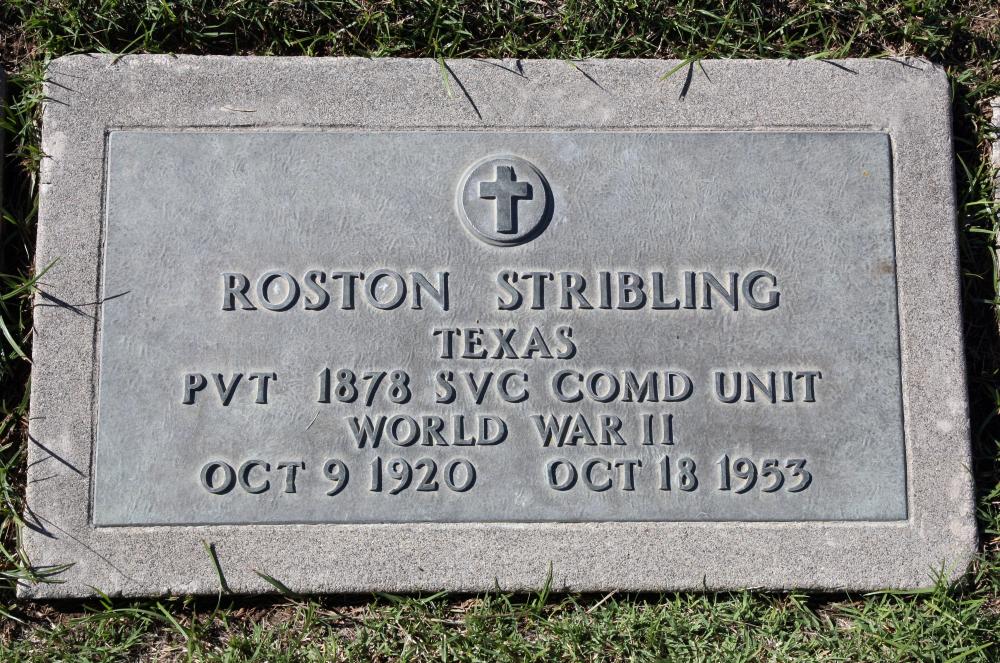 ROSTON STRIBLING
TEXAS
PVT 1878 SVC COMD UNIT
WORLD WAR II
OCT 9 1920 OCT 18 1953